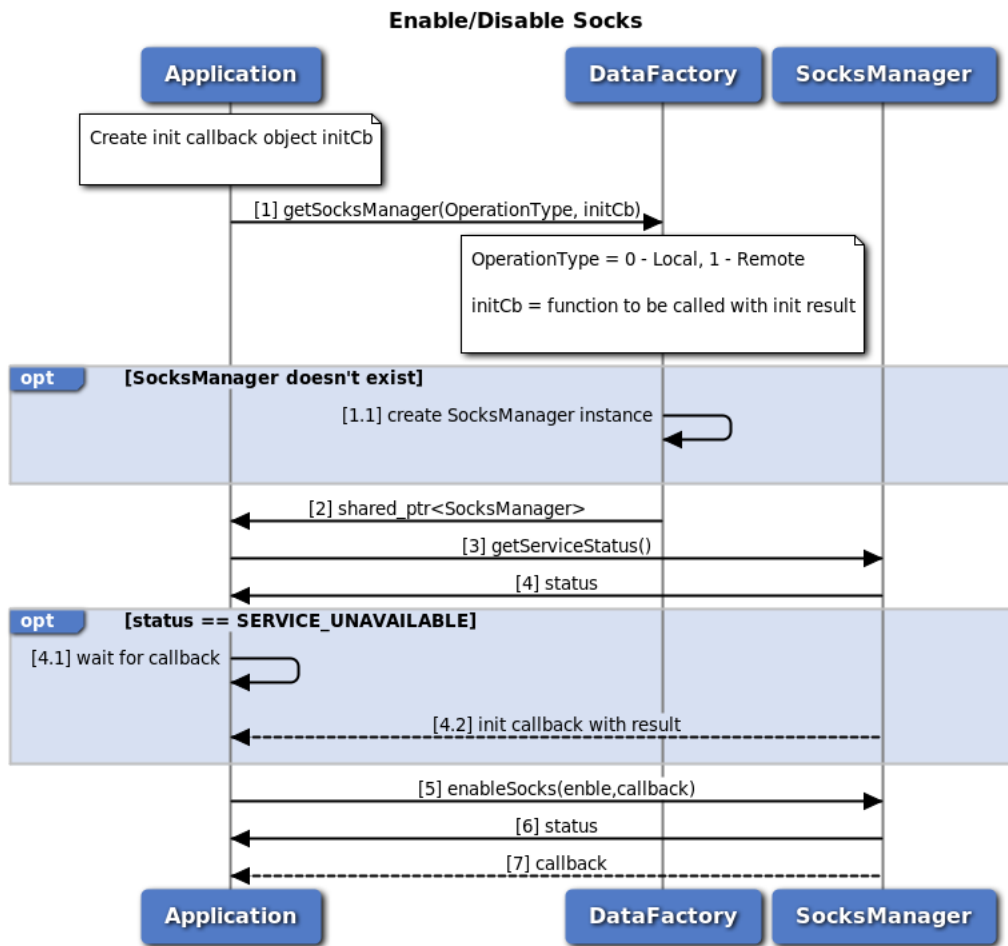 Enable/Disable Socks
Application
DataFactory
SocksManager
Create init callback object initCb
[1] getSocksManager(OperationType, initCb)
OperationType = 0 - Local, 1 - Remote
initCb = function to be called with init result
opt
[SocksManager doesn't exist]
[1.1] create SocksManager instance
[2] shared_ptr<SocksManager>
[3] getServiceStatus()
[4] status
opt
[status == SERVICE_UNAVAILABLE]
[4.1] wait for callback
[4.2] init callback with result
[5] enableSocks(enble,callback)
[6] status
[7] callback
Application
DataFactory
SocksManager